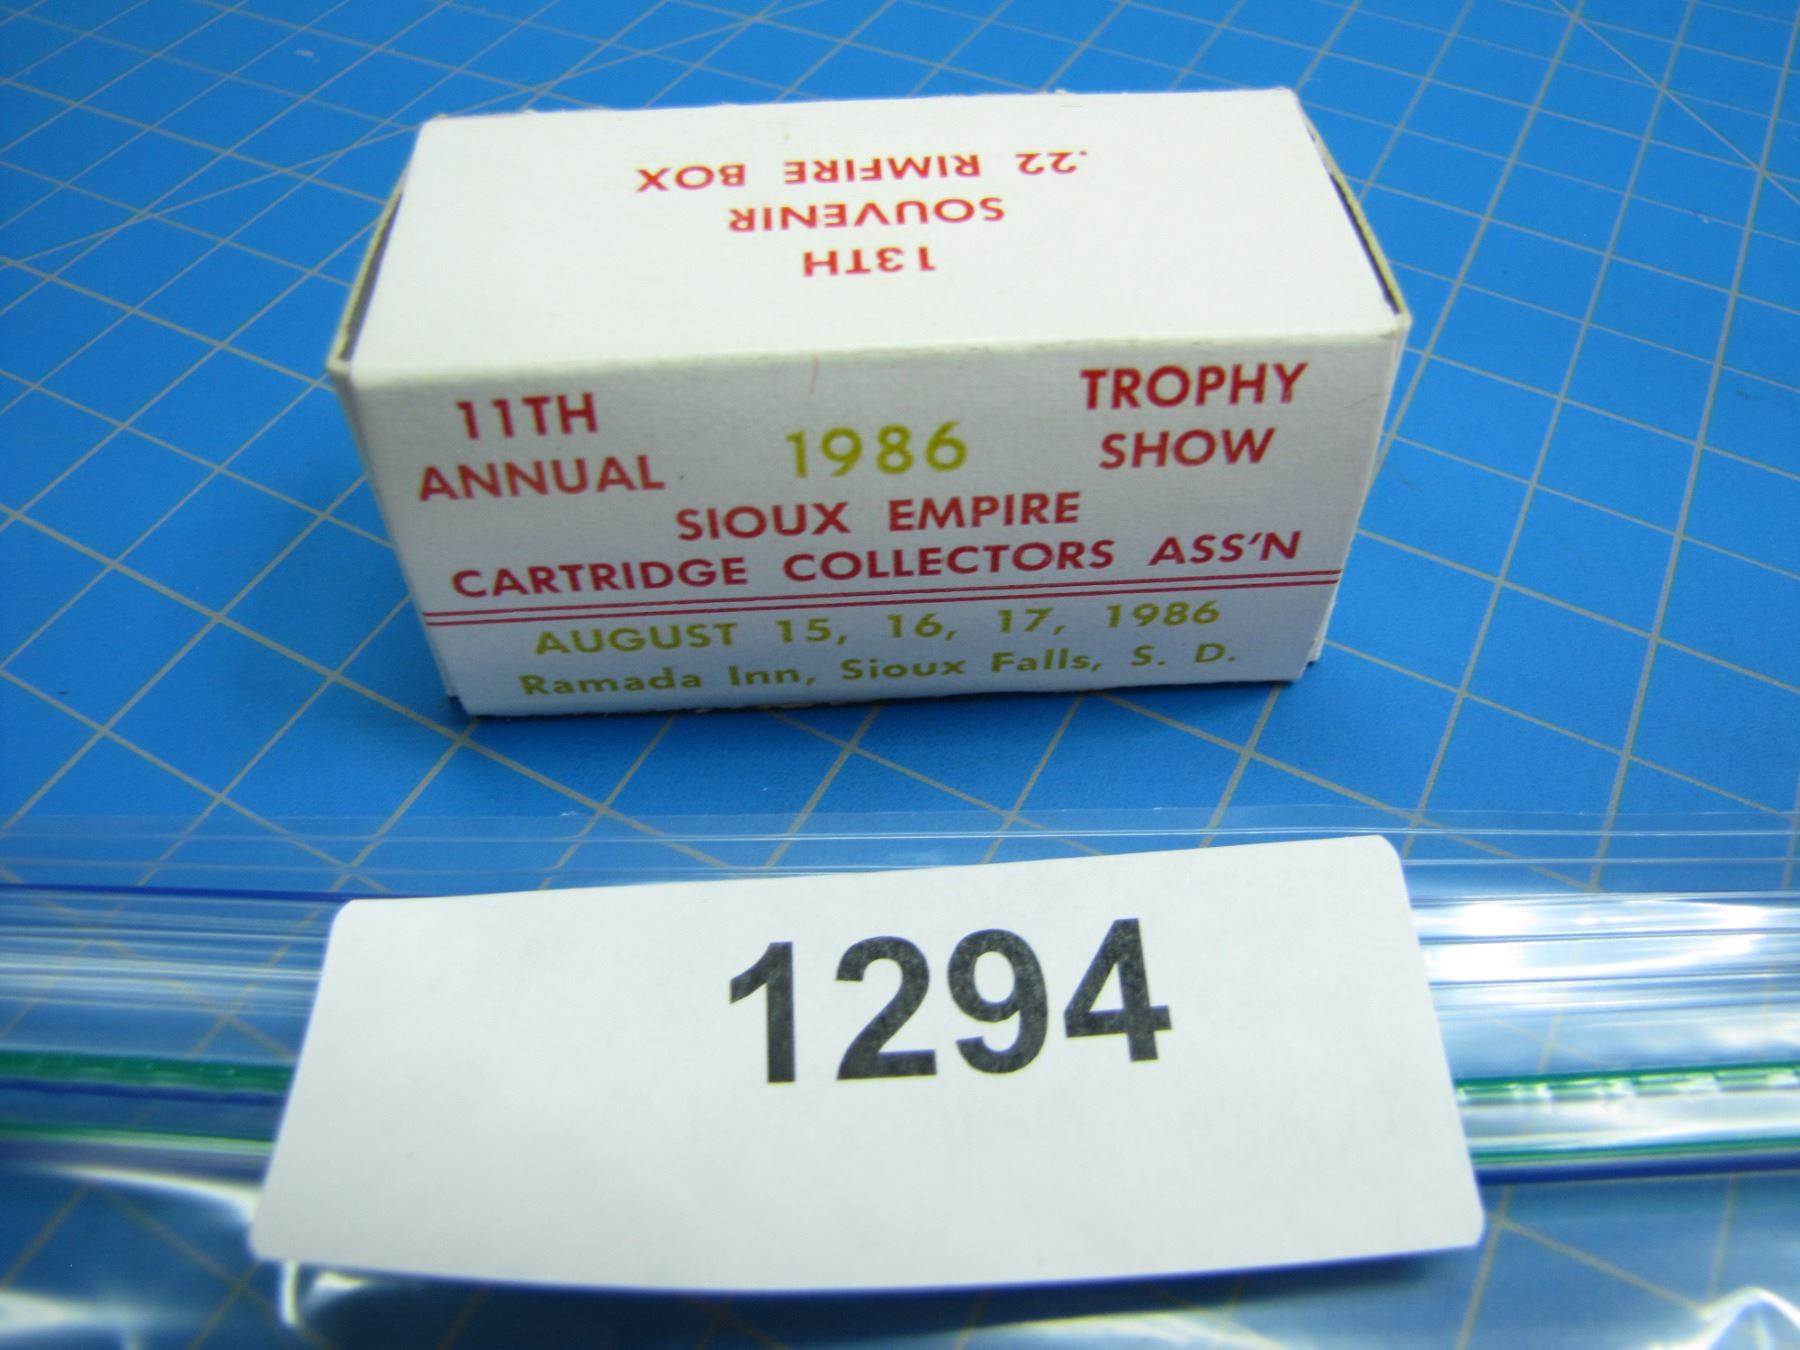 13TH
SOUVENIR
.22 RIMFIRE BOX
11TH ANNUAL
1986
TROPHY SHOW
SIOUX EMPIRE
CARTRIDGE COLLECTORS ASS'N
AUGUST 15, 16, 17, 1986
Ramada Inn, Sioux Falls, S. D.
1294